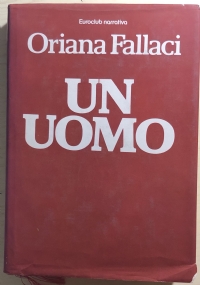 Euroclub narrativa
Oriana Fallaci
UN
UOMO